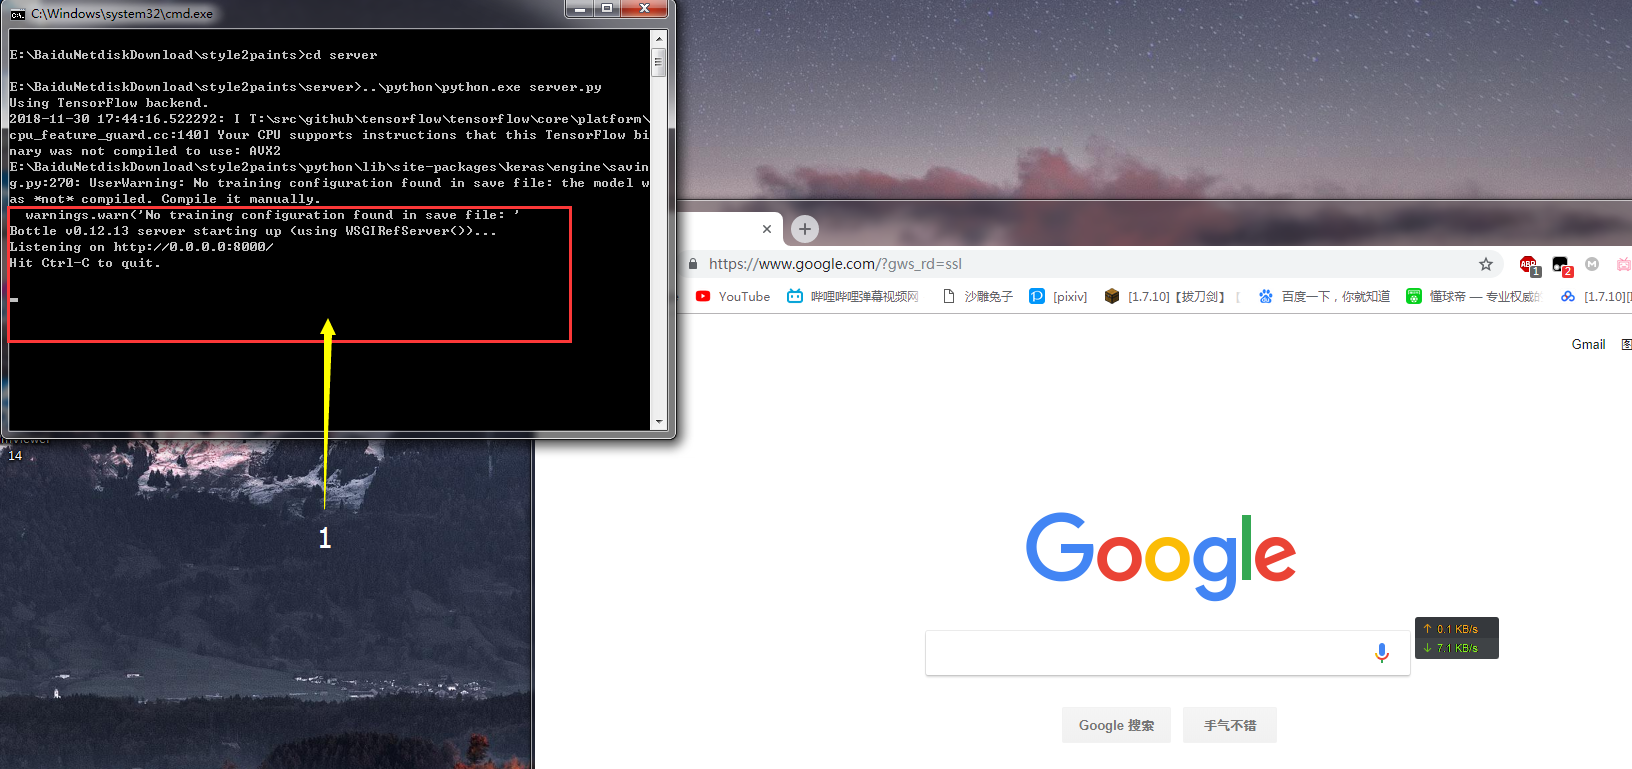 C:\Windows\system32\cmd.exe
E:\BaiduNetdiskDownload\style2paints>cd server
E:\BaiduNetdiskDownload\style2paints\server>..\python\python.exe server.py
Using TensorFlow backend.
2018-11-30 17:44:16.522292: I T:\src\github\tensorflow\tensorflow\core\platform\
cpu_feature_guard.cc:140] Your CPU supports instructions that this TensorFlow bi
nary was not compiled to use: AVX2
E:\BaiduNetdiskDownload\style2paints\python\lib\site-packages\keras\engine\savin
g.py:270: UserWarning: No training configuration found in save file: the model w
as *not* compiled. Compile it manually.
  warnings.warn('No training configuration found in save file: '
Bottle v0.12.13 server starting up (using WSGIRefServer())...
Listening on http://0.0.0.0:8000/
Hit Ctrl-C to quit.
14
1
https://www.google.com/?gws_rd=ssl
ABP 1 2 M
YouTube 哔哩哔哩弹幕视频网 沙雕兔子 [pixiv] 【1.7.10】【拔刀剑】 百度一下，你就知道 懂球帝 — 专业权威的 [1.7.10]
Gmail
Google
↑ 0.1 KB/s
↓ 7.1 KB/s
Google 搜索 手气不错